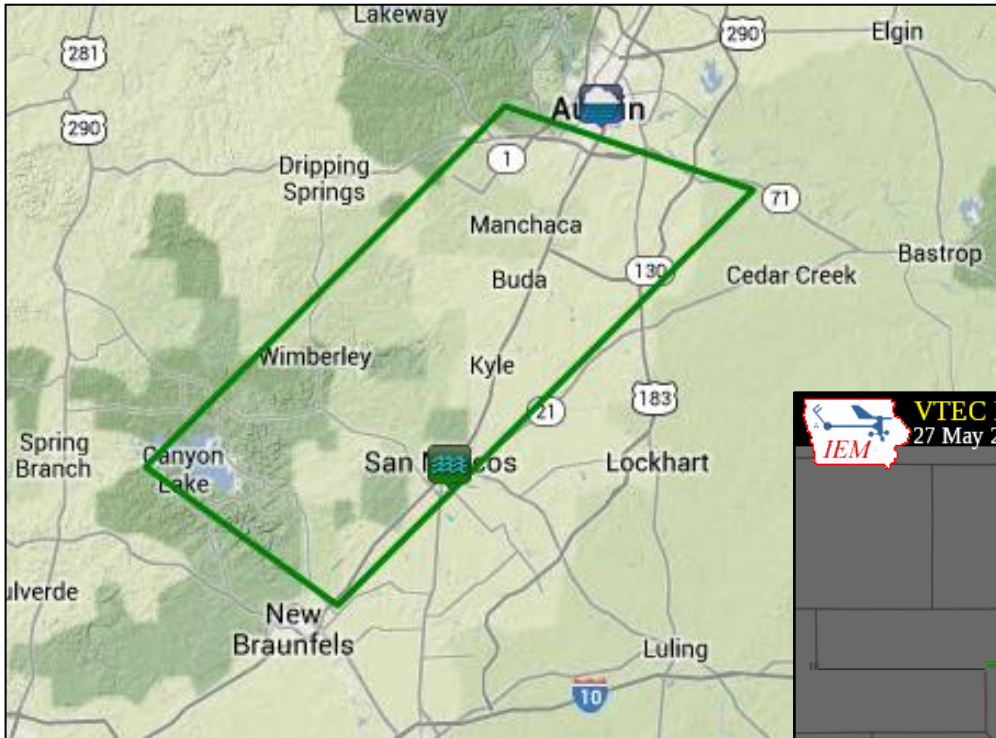 Lakeway
290
Elgin
281
290
Austin
1
Dripping
Springs
71
Manchaca
Bastrop
130
Cedar Creek
Buda
Wimberley
Kyle
183
21
Spring
Branch
Canyon
Lake
San Marcos
Lockhart
VTEC
27 May 2
IEM
ulverde
New
Braunfels
Luling
10